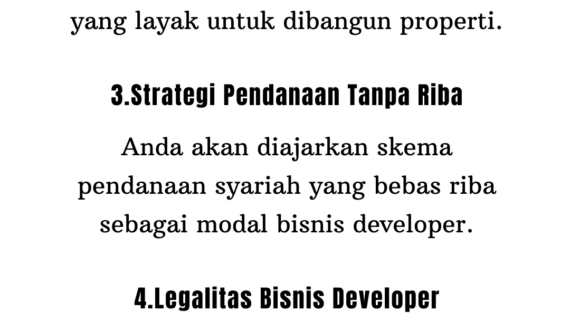 yang layak untuk dibangun properti.
3.Strategi Pendanaan Tanpa Riba
Anda akan diajarkan skema
pendanaan syariah yang bebas riba
sebagai modal bisnis developer.
4.Legalitas Bisnis Developer